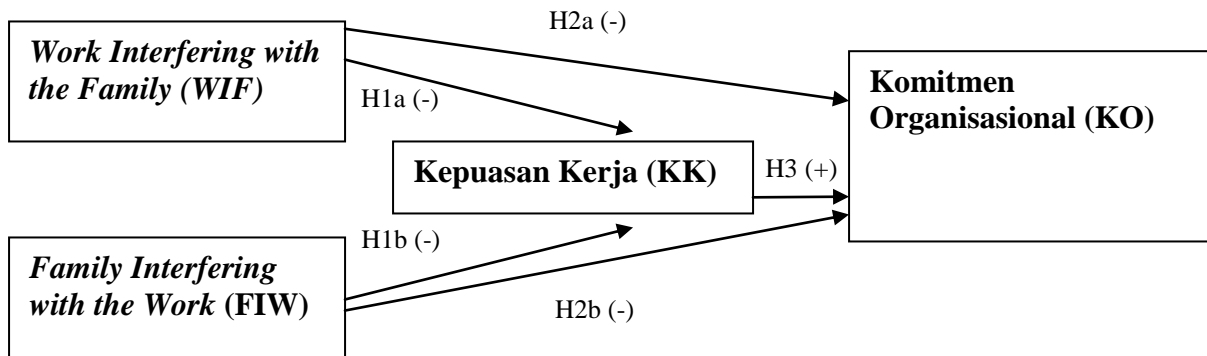 H2a (-)
Work Interfering with
the Family (WIF)
H1a (-)
Komitmen
Organisasional (KO)
Kepuasan Kerja (KK)
H3 (+)
H1b (-)
Family Interfering
with the Work (FIW)
H2b (-)